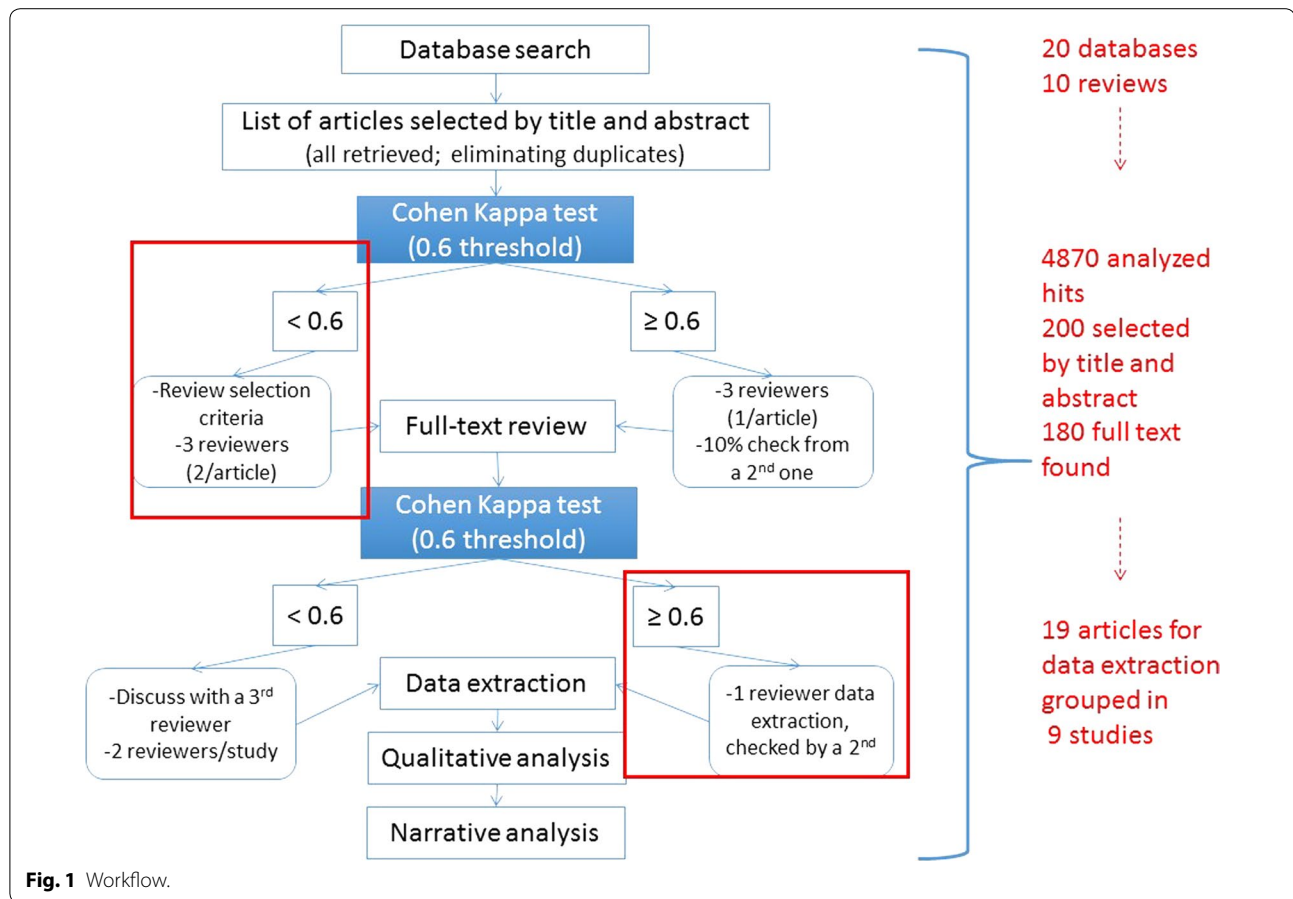 Database search
List of articles selected by title and abstract
(all retrieved; eliminating duplicates)
Cohen Kappa test
(0.6 threshold)
< 0.6
≥ 0.6
-Review selection
criteria
-3 reviewers
(2/article)
Full-text review
-3 reviewers
(1/article)
-10% check from
a 2nd one
Cohen Kappa test
(0.6 threshold)
< 0.6
≥ 0.6
-Discuss with a 3rd
reviewer
-2 reviewers/study
Data extraction
-1 reviewer data
extraction,
checked by a 2nd
Qualitative analysis
Narrative analysis
20 databases
10 reviews
4870 analyzed
hits
200 selected
by title and
abstract
180 full text
found
19 articles for
data extraction
grouped in
9 studies
Fig. 1 Workflow.